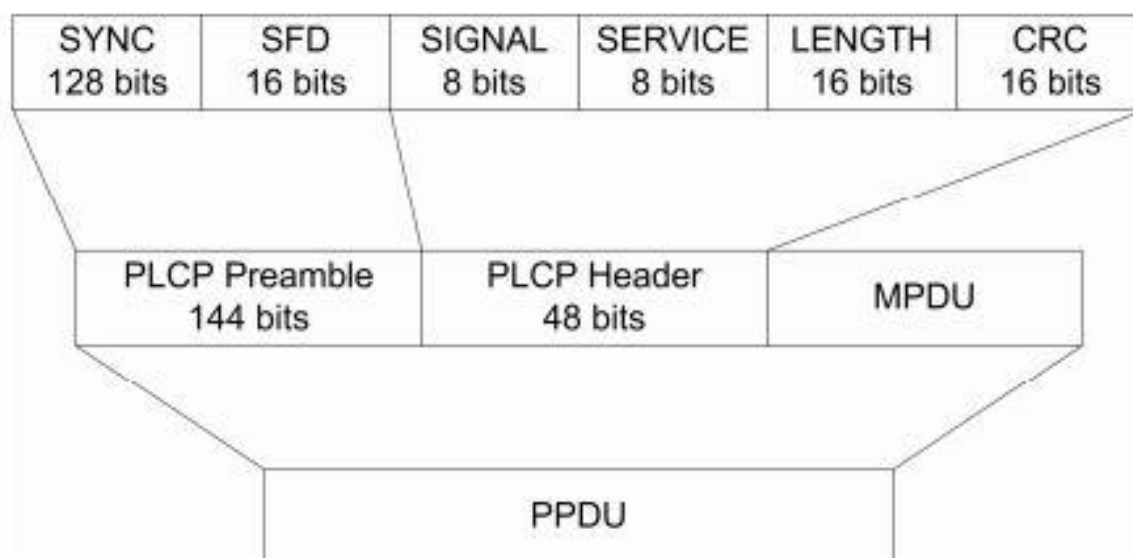 SYNC
128 bits
SFD
16 bits
SIGNAL
8 bits
SERVICE
8 bits
LENGTH
16 bits
CRC
16 bits
PLCP Preamble
144 bits
PLCP Header
48 bits
MPDU
PPDU